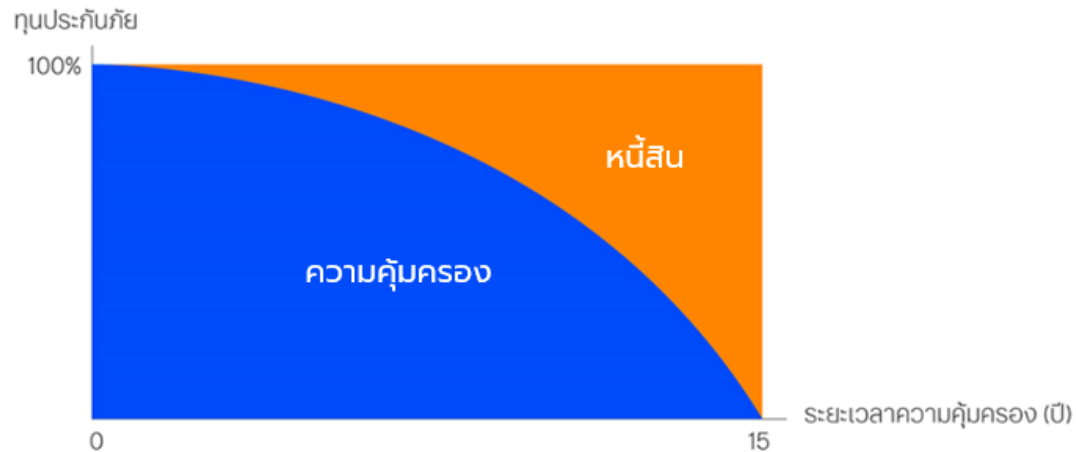 ทุนประกันภัย
100%
หนี้สิน
ความคุ้มครอง
ระยะเวลาความคุ้มครอง (ปี)
0
15